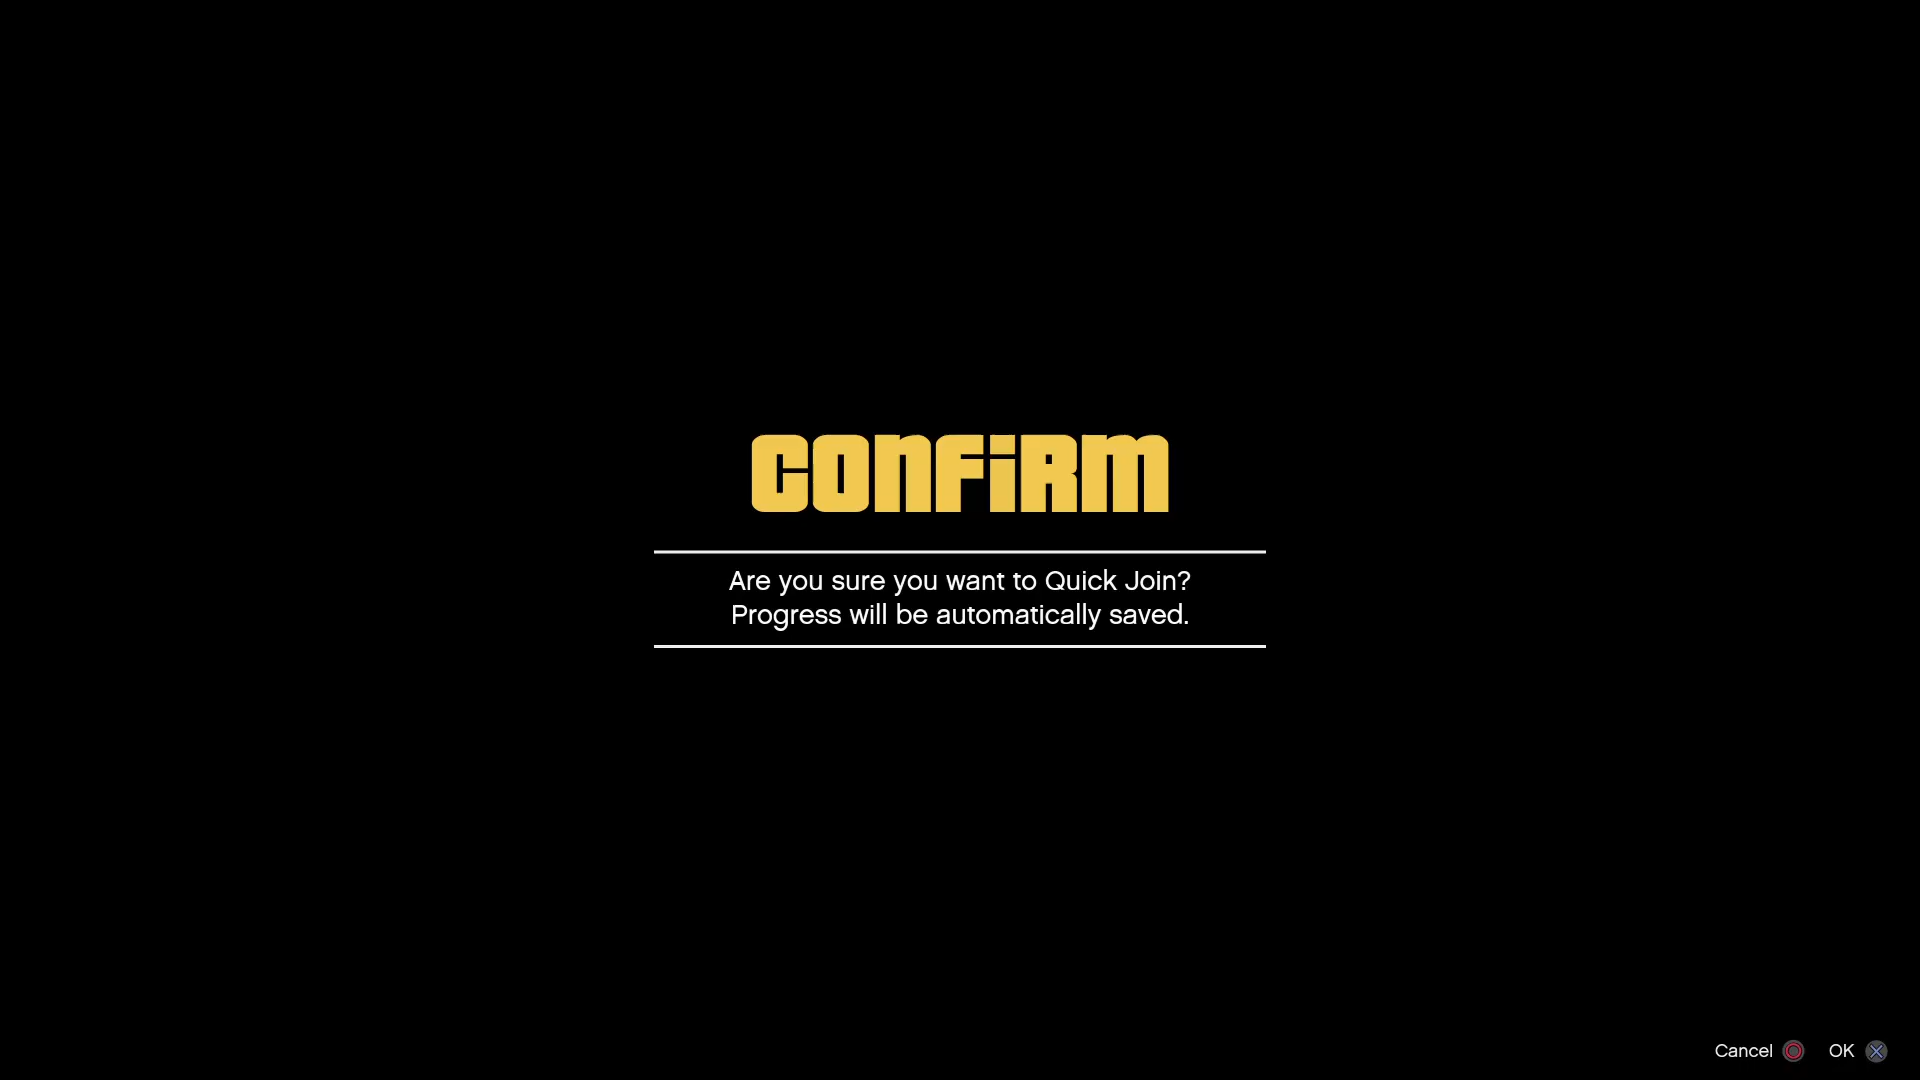 CONFIRM
Are you sure you want to Quick Join?
Progress will be automatically saved.
Cancel OK